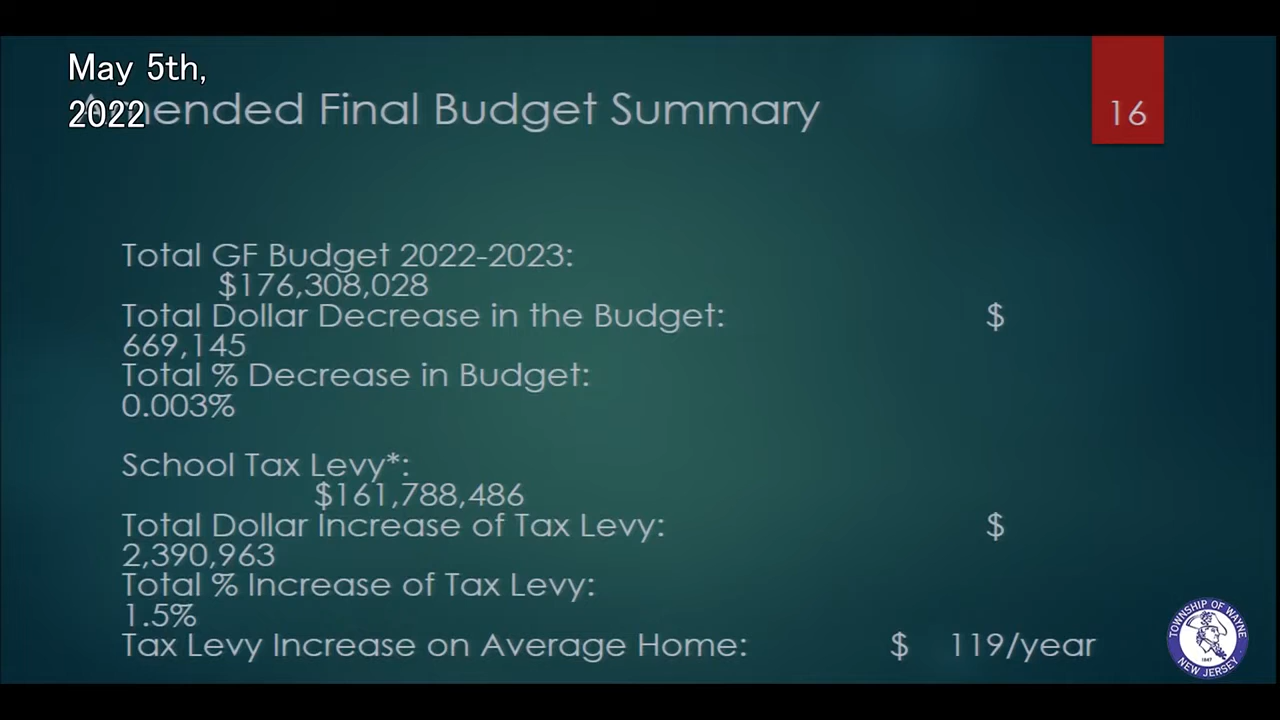 May 5th,
2022
Amended Final Budget Summary
16
Total GF Budget 2022-2023:
$176,308,028
Total Dollar Decrease in the Budget: $
669,145
Total % Decrease in Budget:
0.003%
School Tax Levy*:
$161,788,486
Total Dollar Increase of Tax Levy: $
2,390,963
Total % Increase of Tax Levy:
1.5%
Tax Levy Increase on Average Home: $ 119/year
TOWNSHIP OF WAYNE
1847
NEW JERSEY